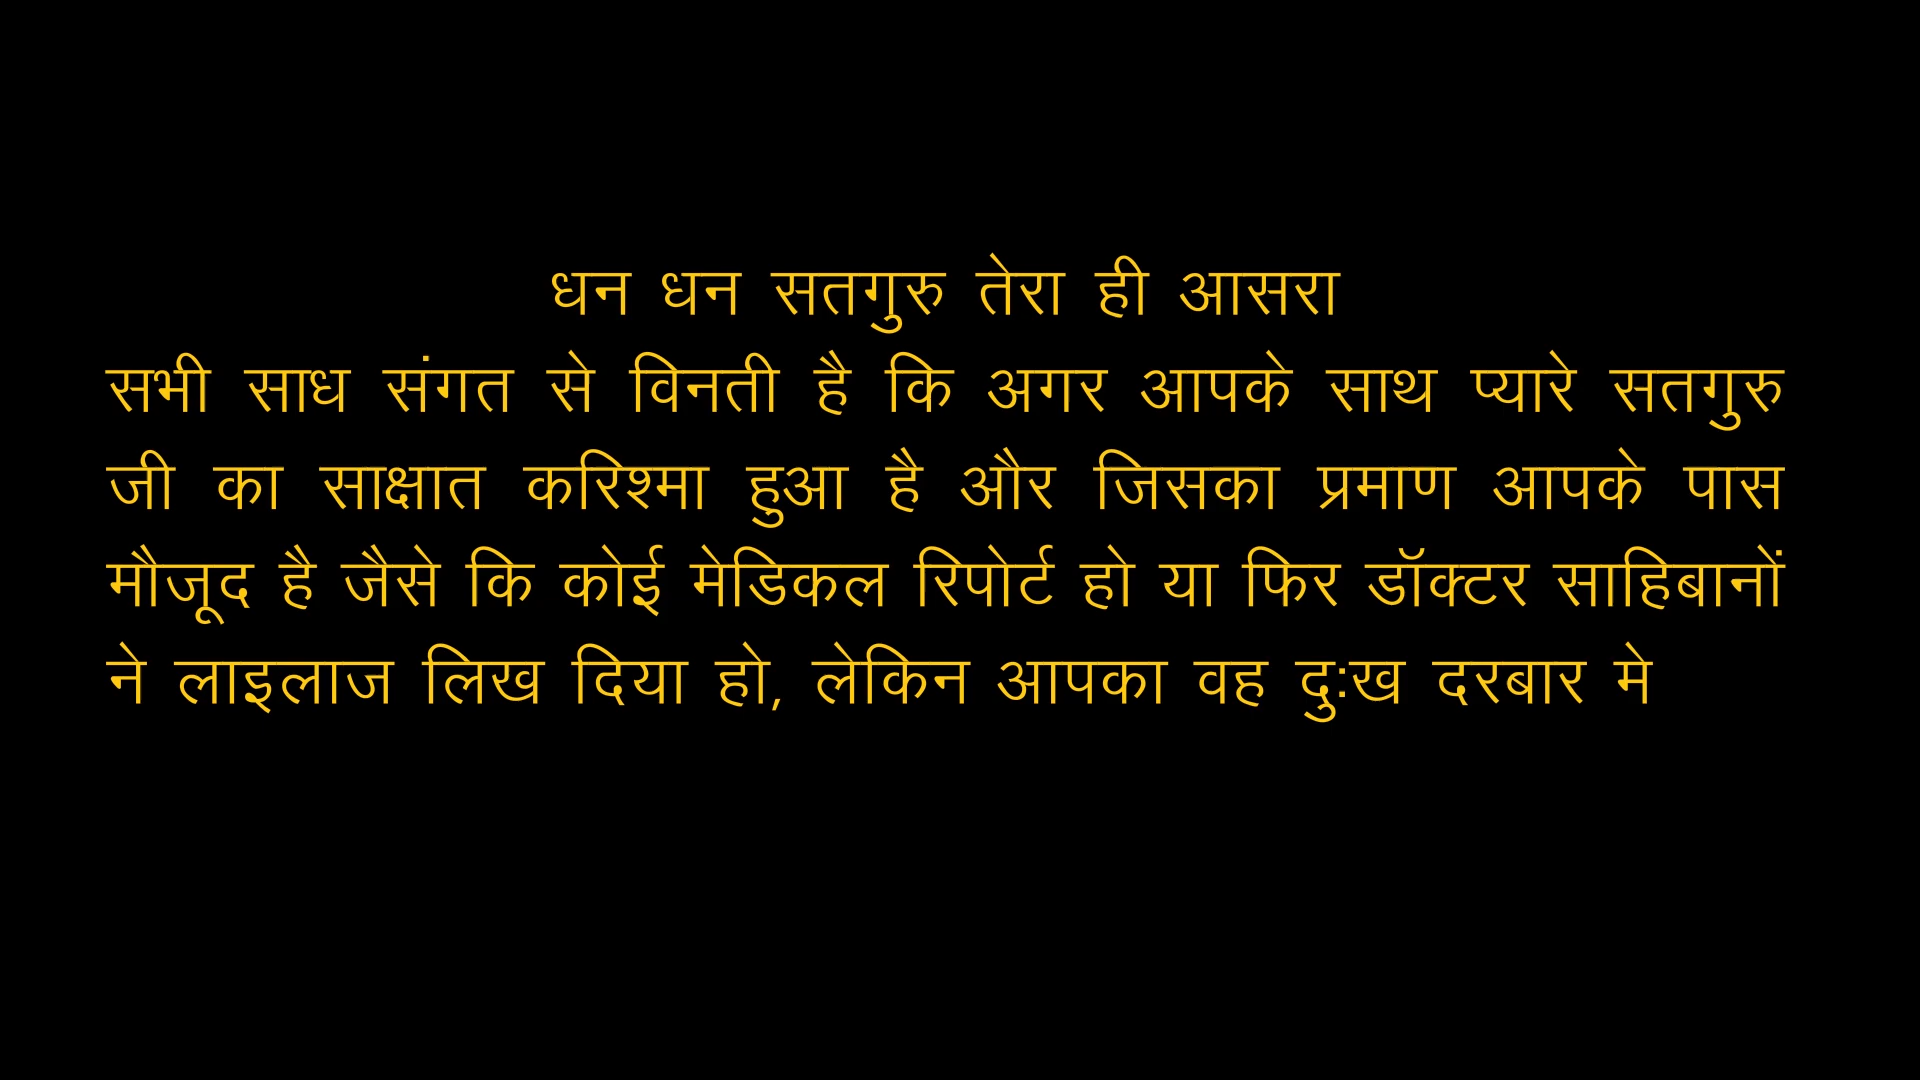 धन धन सतगुरु तेरा ही आसरा
सभी साध संगत से विनती है कि अगर आपके साथ प्यारे सतगुरु
जी का साक्षात करिश्मा हुआ है और जिसका प्रमाण आपके पास
मौजूद है जैसे कि कोई मेडिकल रिपोर्ट हो या फिर डॉक्टर साहिबानों
ने लाइलाज लिख दिया हो, लेकिन आपका वह दु:ख दरबार मे